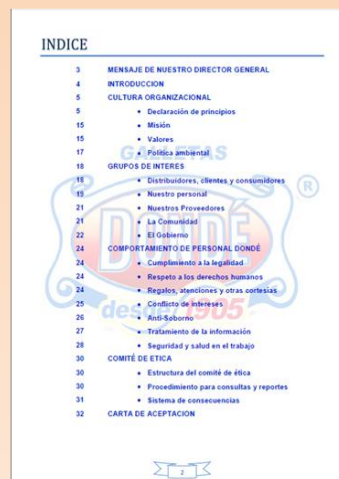 INDICE
3 MENSAJE DE NUESTRO DIRECTOR GENERAL
4 INTRODUCCION
5 CULTURA ORGANIZACIONAL
5 • Declaración de principios
15 • Misión
15 • Valores
17 • Política ambiental
GALLETAS
18 GRUPOS DE INTERES
18 • Distribuidores, clientes y consumidores
®
19 • Nuestro personal
21 • Nuestros Proveedores
21 • La Comunidad
DONDÉ
22 • El Gobierno
24 COMPORTAMIENTO DE PERSONAL DONDÉ
24 • Cumplimiento a la legalidad
24 • Respeto a los derechos humanos
24 • Regalos, atenciones y otras cortesías
25 • Conflicto de intereses
desde 1905
26 • Anti-Soborno
27 • Tratamiento de la información
28 • Seguridad y salud en el trabajo
30 COMITÉ DE ETICA
30 • Estructura del comité de ética
30 • Procedimiento para consultas y reportes
31 • Sistema de consecuencias
32 CARTA DE ACEPTACION
2